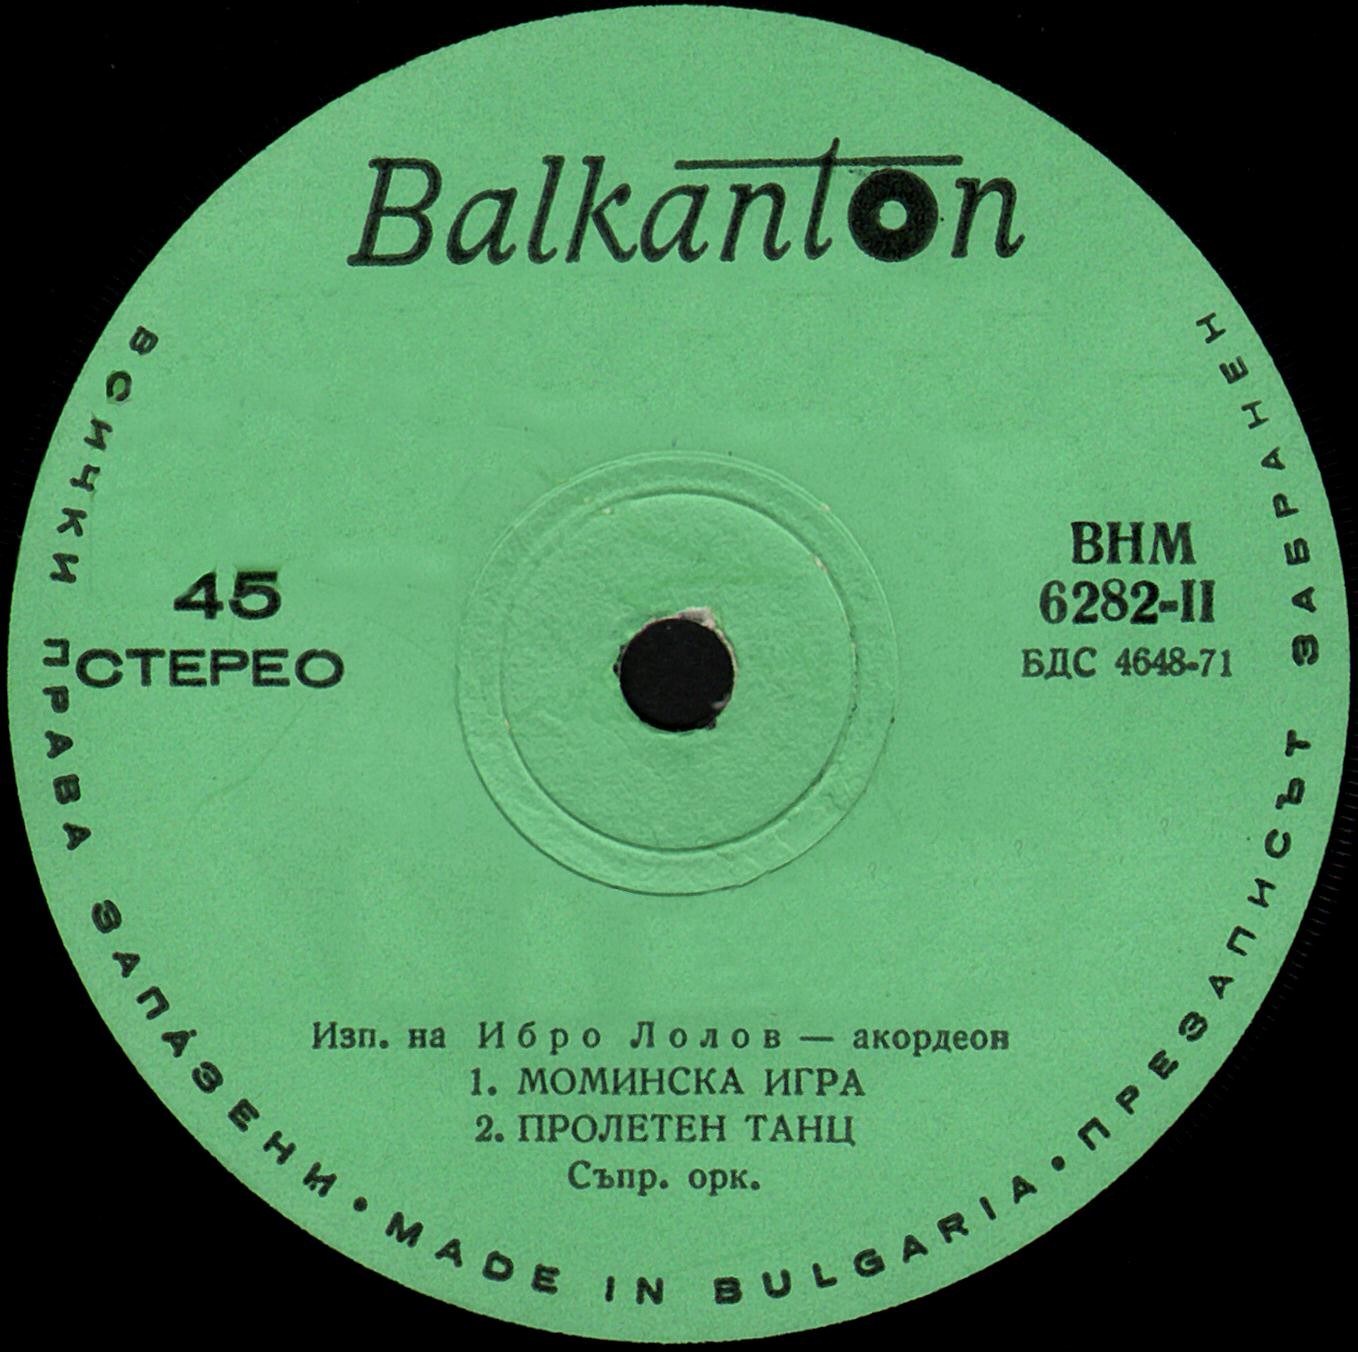 Balkanton
45
СТЕРЕО
ВНМ
6282-II
БДС 4648-71
Изп. на Ибро Лолов — акордеон
1. МОМИНСКА ИГРА
2. ПРОЛЕТЕН ТАНЦ
Съпр. орк.
ВСИЧКИ ПРАВА ЗАПАЗЕНИ • MADE IN BULGARIA • ПРЕЗАПИСЪТ ЗАБРАНЕН